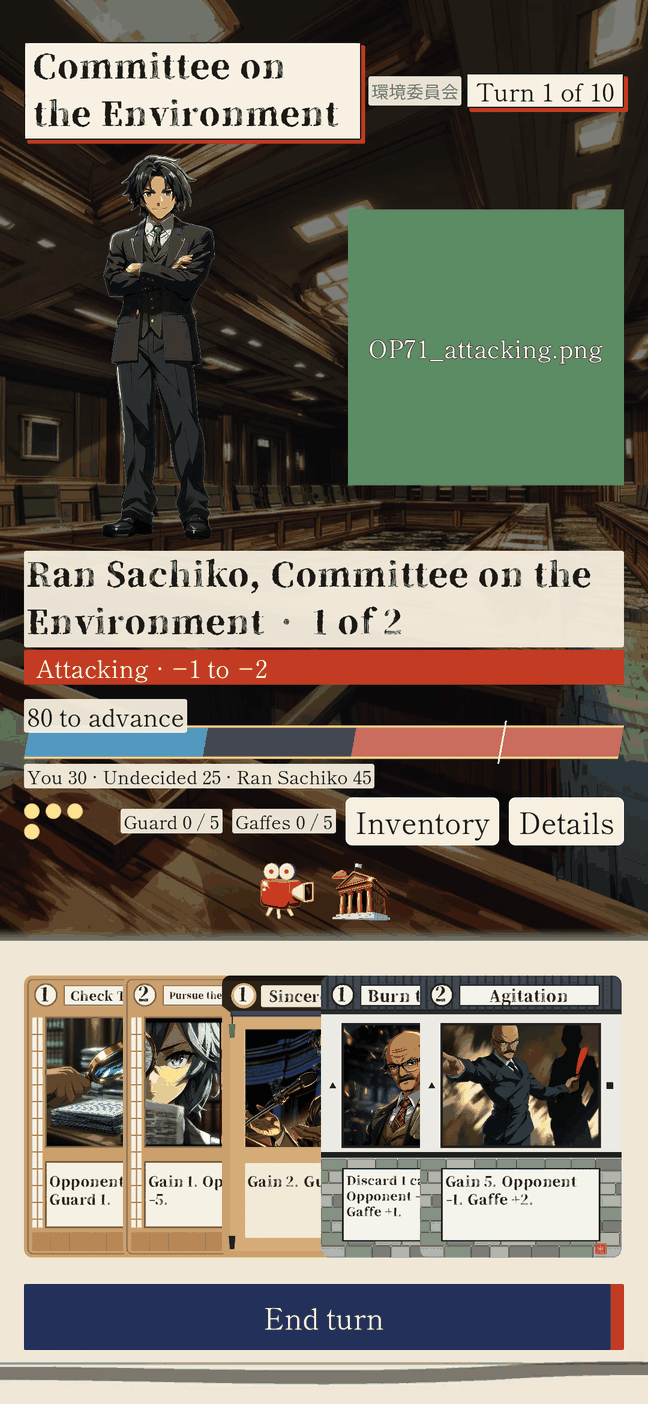 Committee on
the Environment
環境委員会
Turn 1 of 10
OP71_attacking.png
Ran Sachiko, Committee on the
Environment · 1 of 2
Attacking · −1 to −2
80 to advance
You 30 · Undecided 25 · Ran Sachiko 45
Guard 0 / 5
Gaffes 0 / 5
Inventory
Details
1
Check
Opponent
Guard 1.
2
Pursue the
Gain 1. Op
-5.
1
Sincer
Gain 2. Gu
1
Burn t
Discard 1 ca
Opponent -
Gaffe +1.
2
Agitation
Gain 5. Opponent
-1. Gaffe +2.
End turn